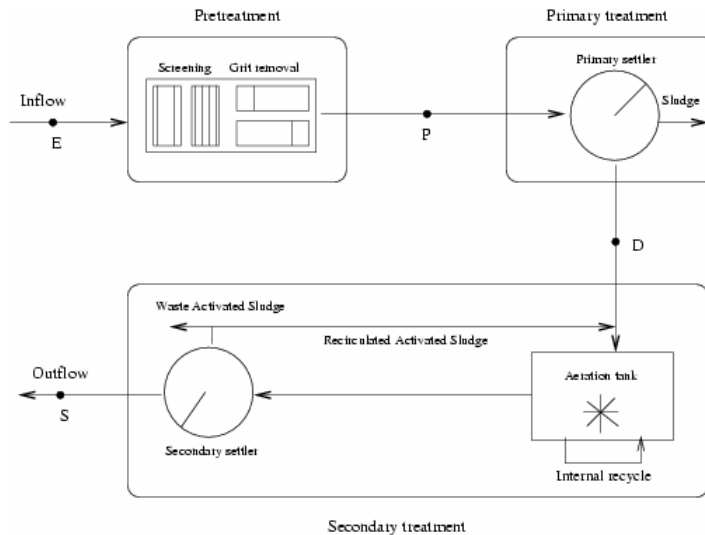 Pretreatment
Primary treatment
Screening
Grit removal
Primary settler
Sludge
Inflow
E
P
D
Waste Activated Sludge
Recirculated Activated Sludge
Outflow
Aeration tank
S
Secondary settler
Internal recycle
Secondary treatment